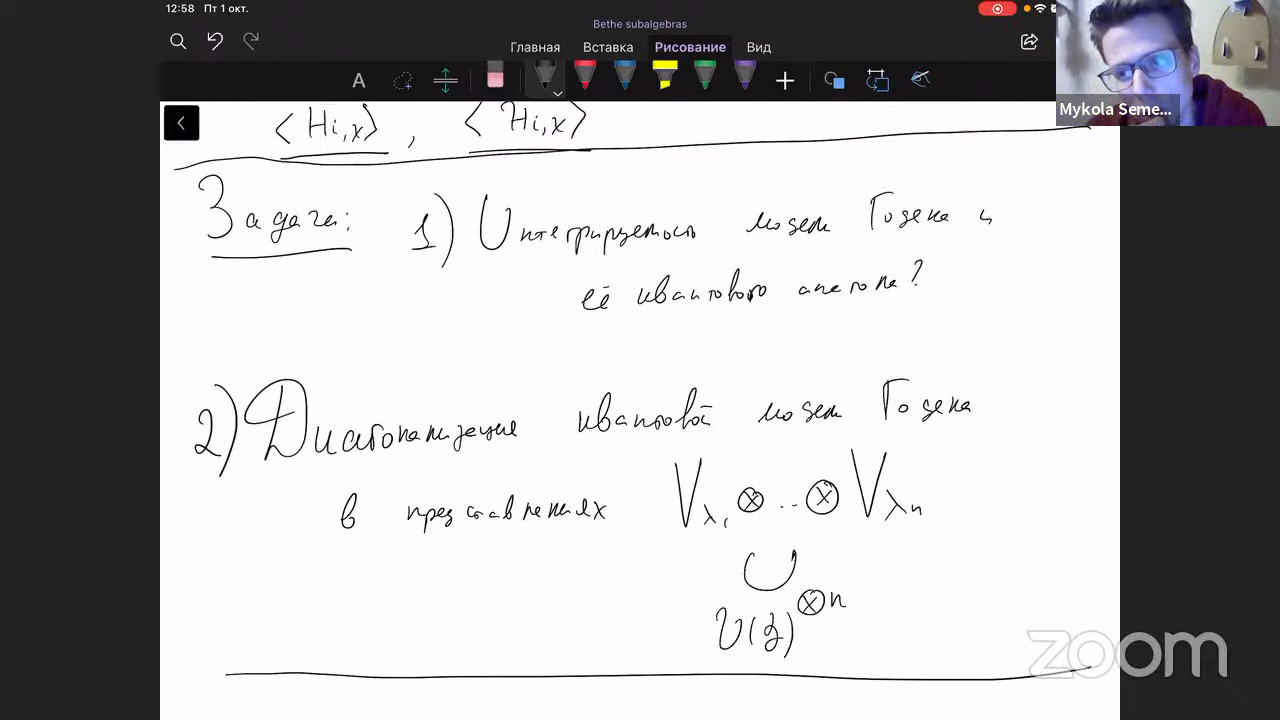 12:58 Пт 1 окт.
Bethe subalgebras
Главная Вставка Рисование Вид
Mykola Seme...
⟨Hi,x⟩ , ⟨Hi,x⟩
Задачи: 1) Интегрируемость модели Годена и
её квантового аналога?
2) Диагонализация квантовой модели Годена
в представлениях Vλ₁ ⊗ .. ⊗ Vλn
U(g)⊗n
zoom